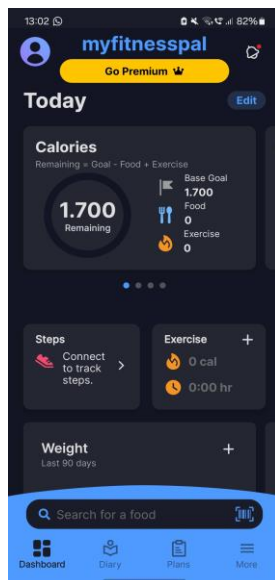 13:02
82%
myfitnesspal
Go Premium
Today
Edit
Calories
Remaining = Goal - Food + Exercise
1.700
Remaining
Base Goal
1.700
Food
0
Exercise
0
Steps
Connect
to track
steps.
Exercise
+
0 cal
0:00 hr
Weight
+
Last 90 days
Search for a food
Dashboard
Diary
Plans
More